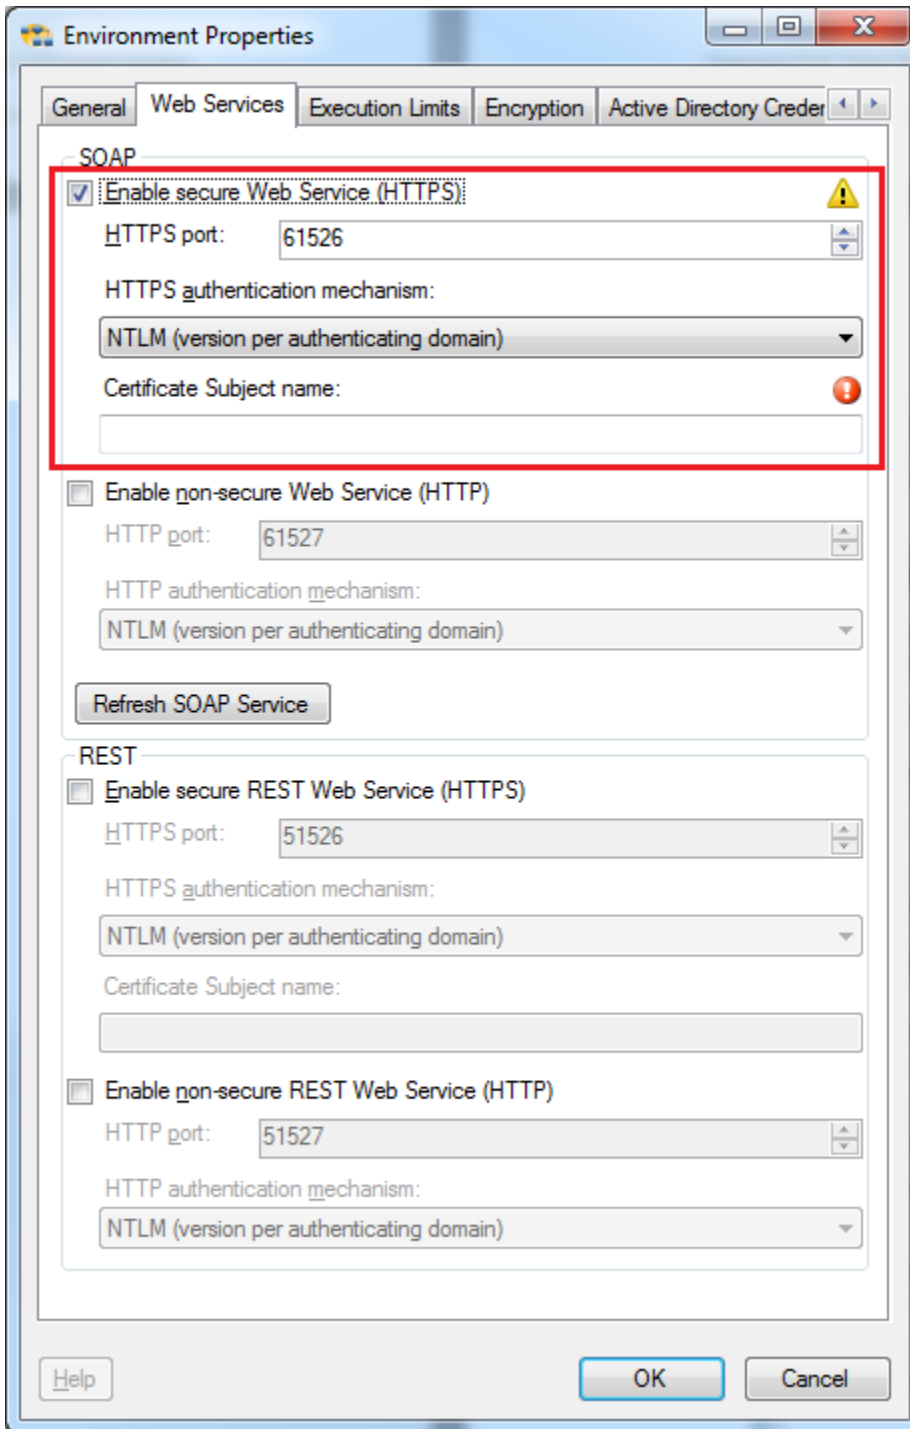 Environment Properties
General Web Services Execution Limits Encryption Active Directory Creder
SOAP
Enable secure Web Service (HTTPS)
HTTPS port: 61526
HTTPS authentication mechanism:
NTLM (version per authenticating domain)
Certificate Subject name:
Enable non-secure Web Service (HTTP)
HTTP port: 61527
HTTP authentication mechanism:
NTLM (version per authenticating domain)
Refresh SOAP Service
REST
Enable secure REST Web Service (HTTPS)
HTTPS port: 51526
HTTPS authentication mechanism:
NTLM (version per authenticating domain)
Certificate Subject name:
Enable non-secure REST Web Service (HTTP)
HTTP port: 51527
HTTP authentication mechanism:
NTLM (version per authenticating domain)
Help OK Cancel